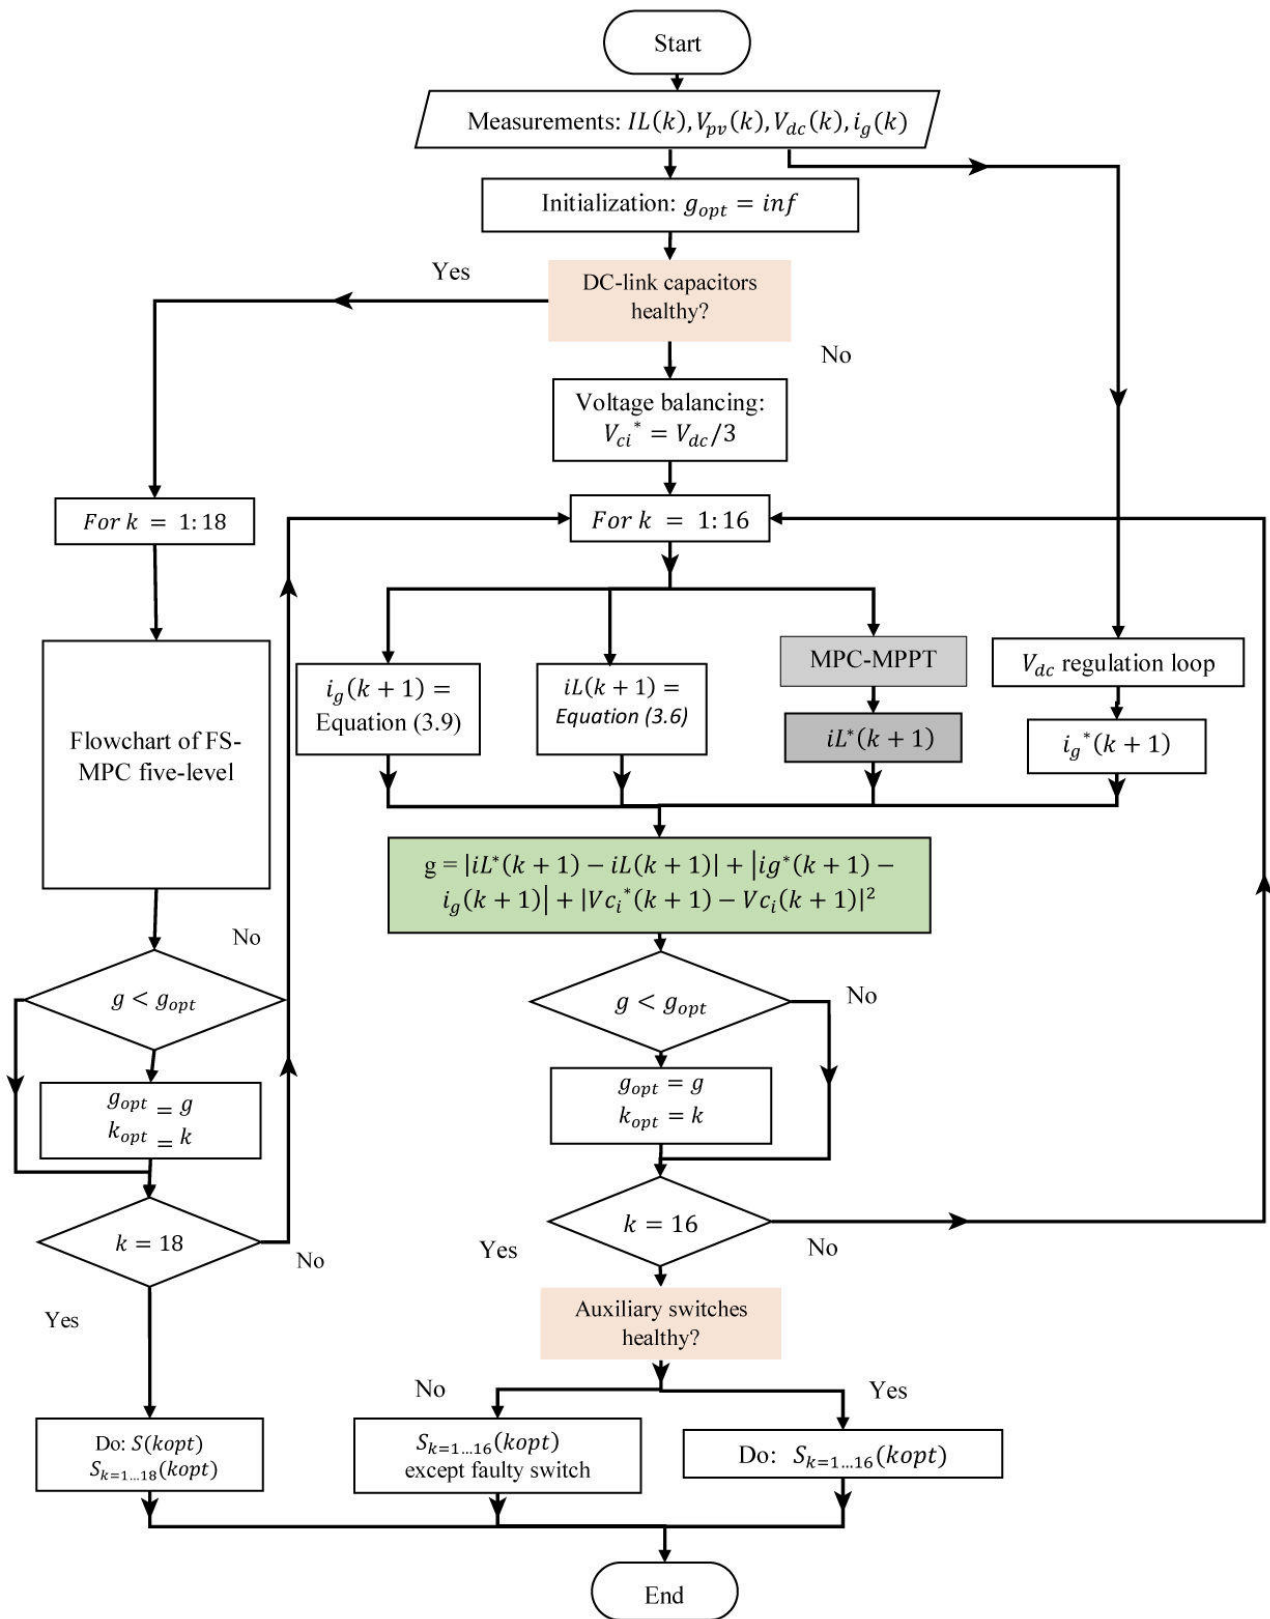 Start
Measurements: IL(k), V_pv(k), V_dc(k), i_g(k)
Initialization: g_opt = inf
Yes
DC-link capacitors
healthy?
No
Voltage balancing:
V_ci^* = V_dc/3
For k = 1:18
For k = 1:16
Flowchart of FS-
MPC five-level
i_g(k + 1) =
Equation (3.9)
iL(k + 1) =
Equation (3.6)
MPC-MPPT
iL^*(k + 1)
V_dc regulation loop
i_g^*(k + 1)
g = |iL^*(k + 1) − iL(k + 1)| + |ig^*(k + 1) −
i_g(k + 1)| + |Vc_i^*(k + 1) − Vc_i(k + 1)|^2
No
g < g_opt
g_opt = g
k_opt = k
k = 18
No
Yes
g < g_opt
No
g_opt = g
k_opt = k
k = 16
Yes
No
Auxiliary switches
healthy?
No
Yes
Do: S(kopt)
S_k=1…18(kopt)
S_k=1…16(kopt)
except faulty switch
Do: S_k=1…16(kopt)
End